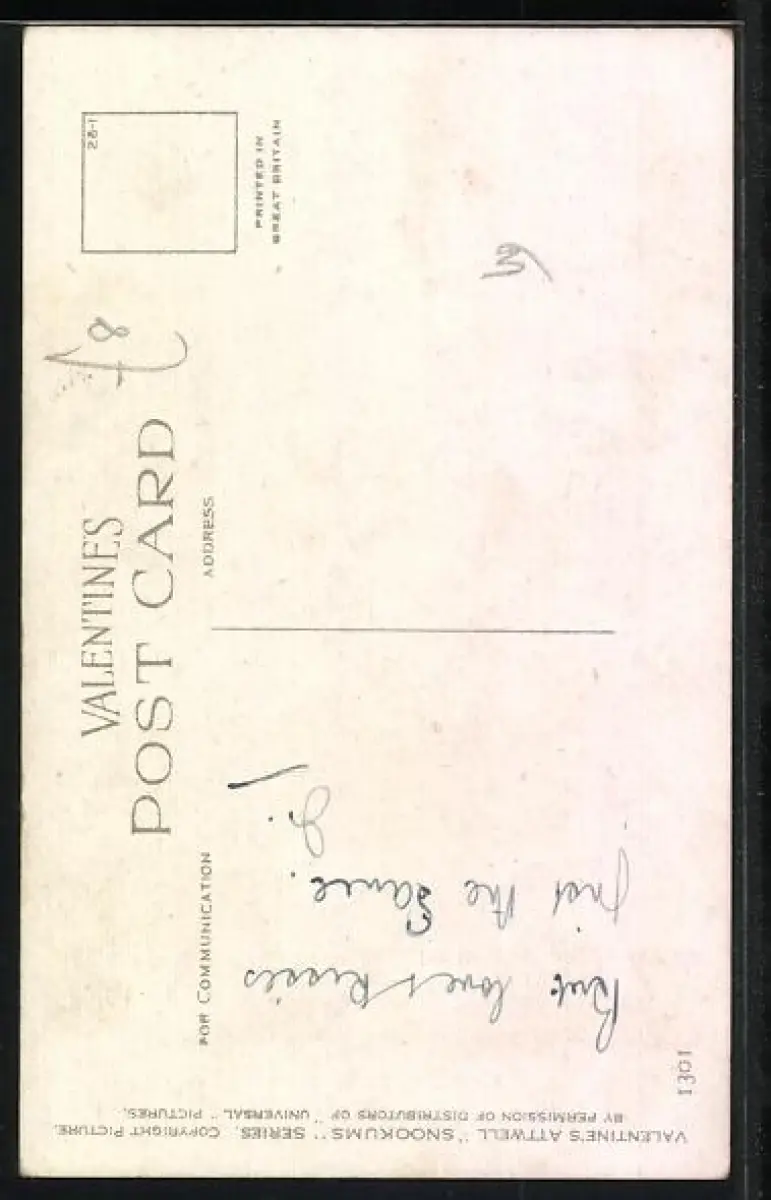 VALENTINE'S
POST CARD
FOR COMMUNICATION
ADDRESS
PRINTED IN
GREAT BRITAIN
28-1
£8
But love & kisses
just the same.
VALENTINE'S ATTWELL "SNOOKUMS" SERIES. COPYRIGHT PICTURE.
BY PERMISSION OF DISTRIBUTORS OF "UNIVERSAL" PICTURES.
1301